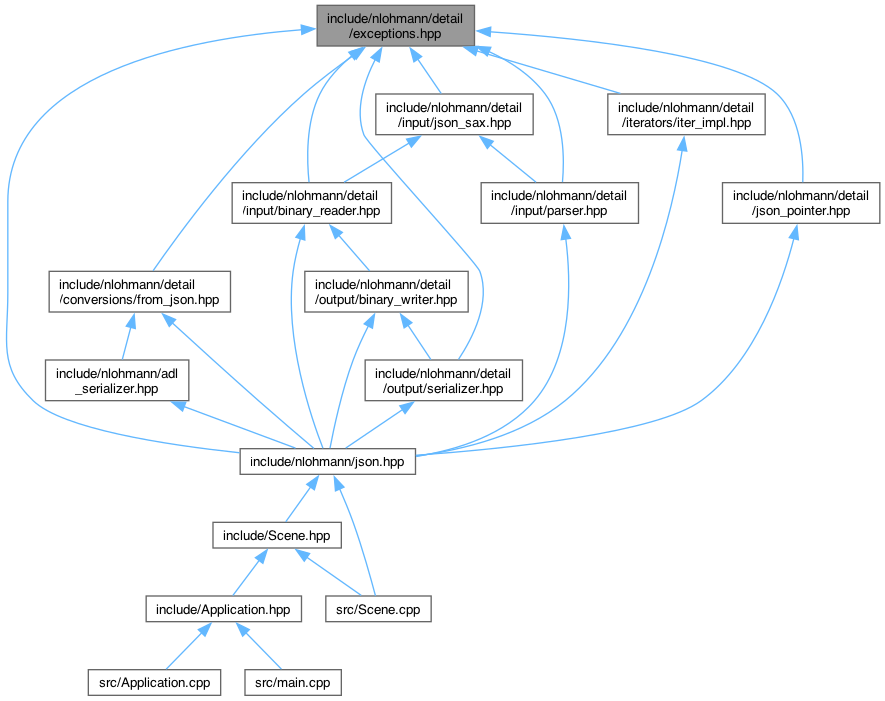 include/nlohmann/detail
/exceptions.hpp
include/nlohmann/detail
/input/json_sax.hpp
include/nlohmann/detail
/iterators/iter_impl.hpp
include/nlohmann/detail
/input/binary_reader.hpp
include/nlohmann/detail
/input/parser.hpp
include/nlohmann/detail
/json_pointer.hpp
include/nlohmann/detail
/conversions/from_json.hpp
include/nlohmann/detail
/output/binary_writer.hpp
include/nlohmann/adl
_serializer.hpp
include/nlohmann/detail
/output/serializer.hpp
include/nlohmann/json.hpp
include/Scene.hpp
include/Application.hpp
src/Scene.cpp
src/Application.cpp
src/main.cpp